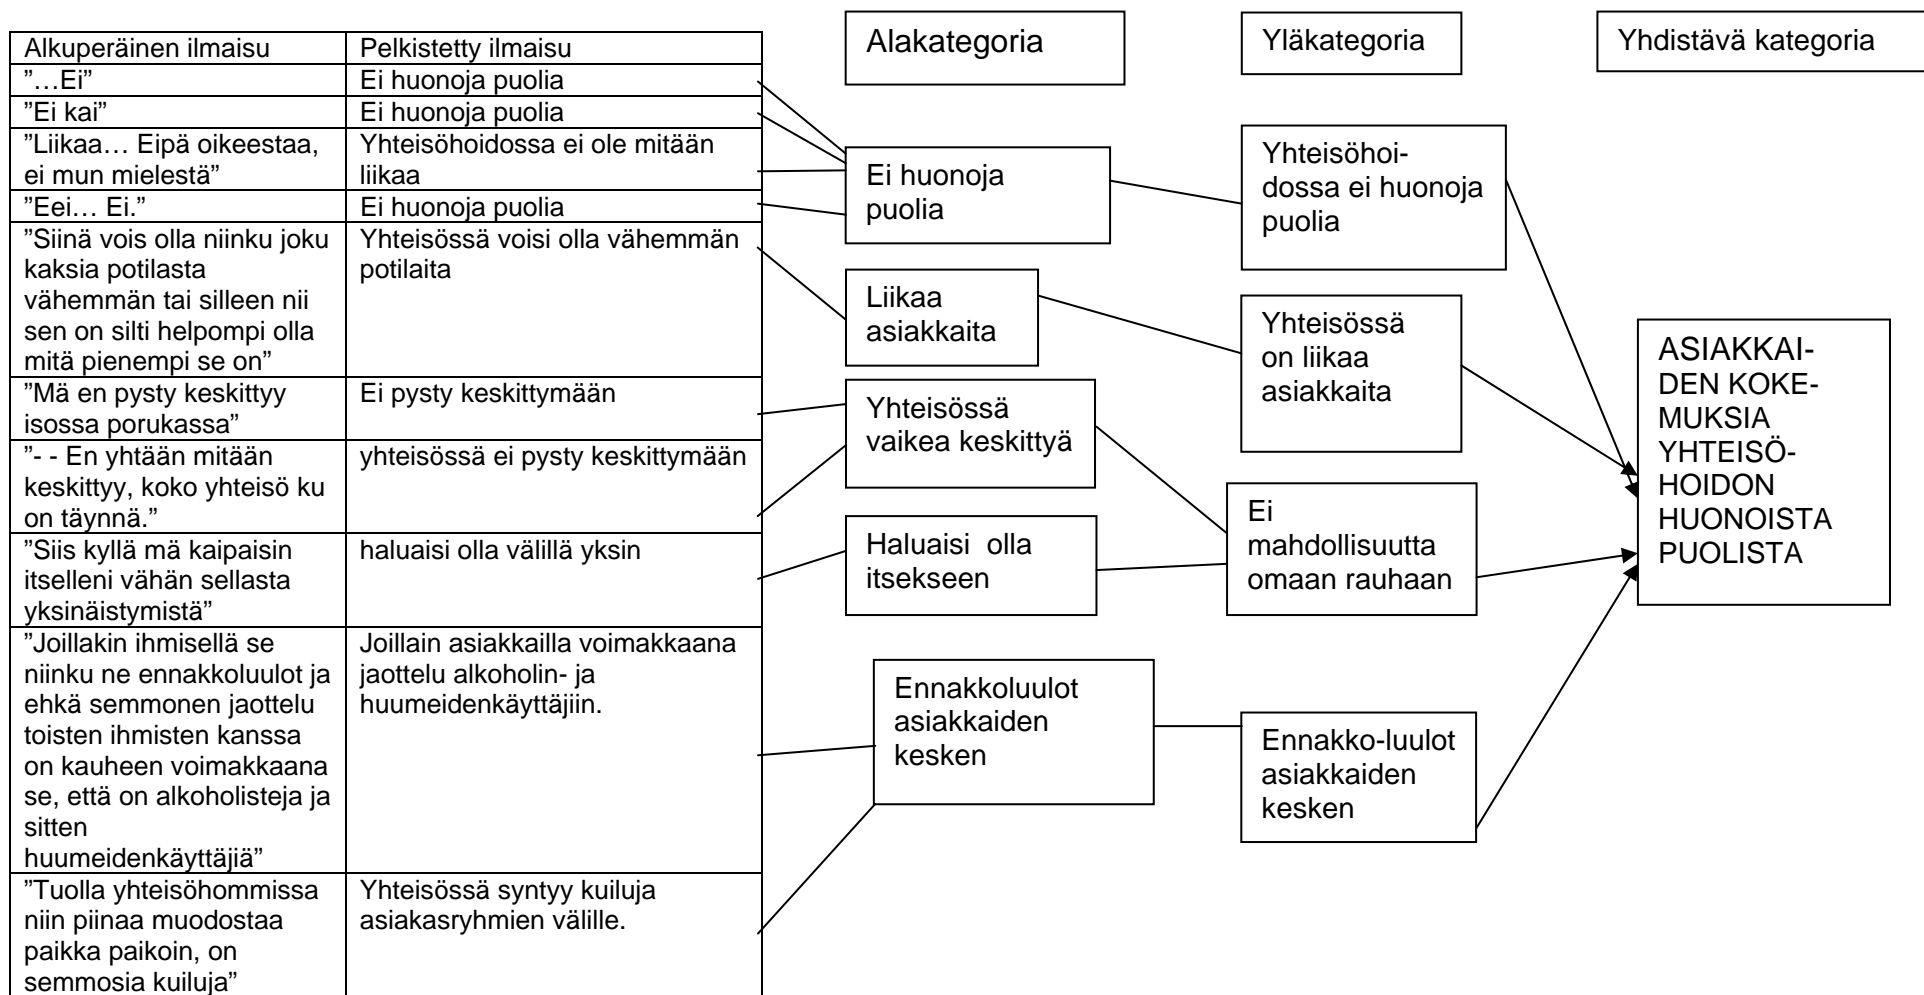 Alkuperäinen ilmaisu
Pelkistetty ilmaisu
Alakategoria
Yläkategoria
Yhdistävä kategoria
”…Ei”
Ei huonoja puolia
”Ei kai”
Ei huonoja puolia
”Liikaa… Eipä oikeestaa,
ei mun mielestä”
Yhteisöhoidossa ei ole mitään
liikaa
”Eei… Ei.”
Ei huonoja puolia
”Siinä vois olla niinku joku
kaksia potilasta
vähemmän tai silleen nii
sen on silti helpompi olla
mitä pienempi se on”
Yhteisössä voisi olla vähemmän
potilaita
”Mä en pysty keskittyy
isossa porukassa”
Ei pysty keskittymään
”- - En yhtään mitään
keskittyy, koko yhteisö ku
on täynnä.”
yhteisössä ei pysty keskittymään
”Siis kyllä mä kaipaisin
itselleni vähän sellasta
yksinäistymistä”
haluaisi olla välillä yksin
”Joillakin ihmisellä se
niinku ne ennakkoluulot ja
ehkä semmonen jaottelu
toisten ihmisten kanssa
on kauheen voimakkaana
se, että on alkoholisteja ja
sitten
huumeidenkäyttäjiä”
Joillain asiakkailla voimakkaana
jaottelu alkoholin- ja
huumeidenkäyttäjiin.
”Tuolla yhteisöhommissa
niin piinaa muodostaa
paikka paikoin, on
semmosia kuiluja”
Yhteisössä syntyy kuiluja
asiakasryhmien välille.
Ei huonoja
puolia
Liikaa
asiakkaita
Yhteisössä
vaikea keskittyä
Haluaisi olla
itsekseen
Ennakkoluulot
asiakkaiden
kesken
Yhteisöhoi-
dossa ei huonoja
puolia
Yhteisössä
on liikaa
asiakkaita
Ei
mahdollisuutta
omaan rauhaan
Ennakko-luulot
asiakkaiden
kesken
ASIAKKAI-
DEN KOKE-
MUKSIA
YHTEISÖ-
HOIDON
HUONOISTA
PUOLISTA